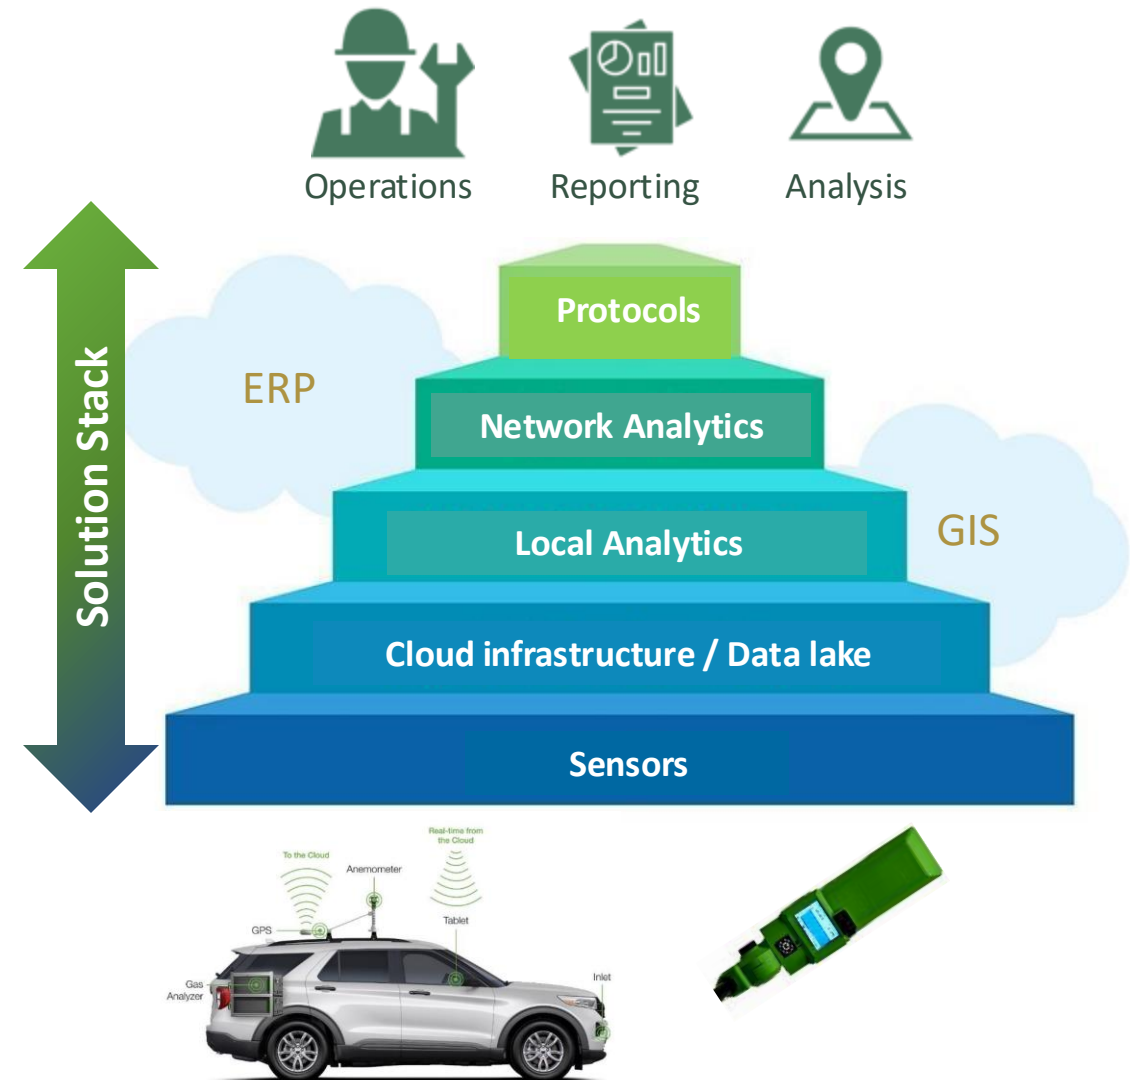 Operations
Reporting
Analysis
Solution Stack
Protocols
ERP
Network Analytics
GIS
Local Analytics
Cloud infrastructure / Data lake
Sensors
Real-time from
the Cloud
To the Cloud
Anemometer
Tablet
GPS
Inlet
Gas
Analyzer